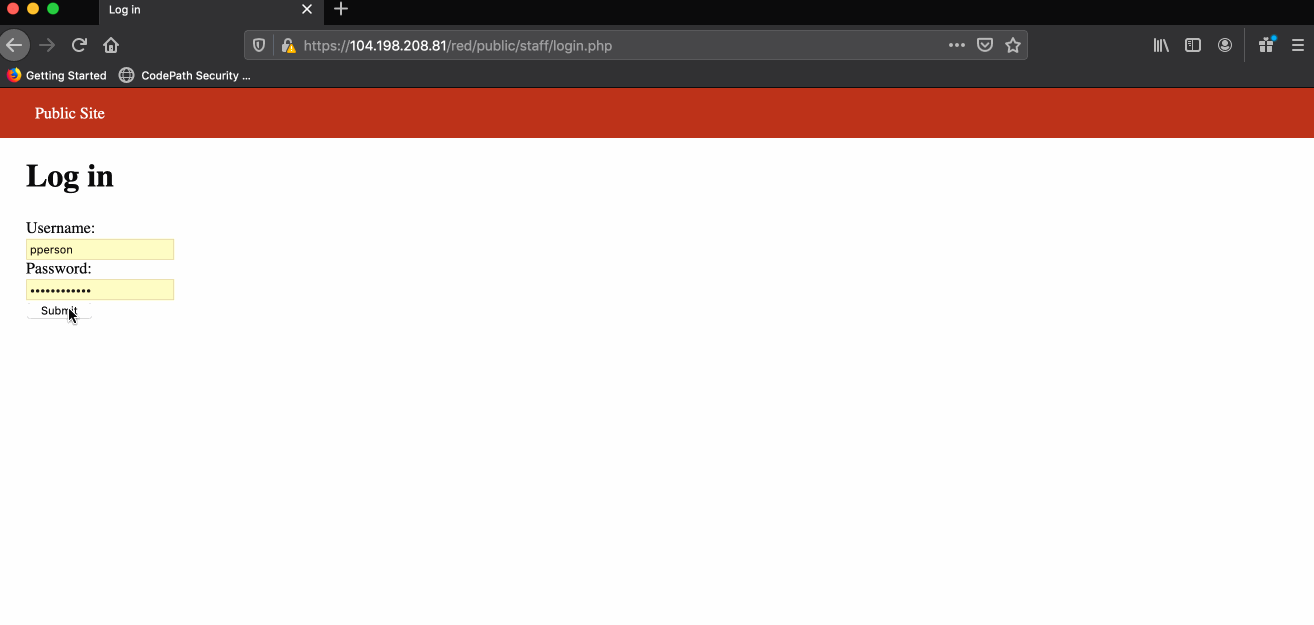 Log in
https://104.198.208.81/red/public/staff/login.php
Getting Started CodePath Security ...
Public Site
Log in
Username:
pperson
Password:
••••••••••••
Submit